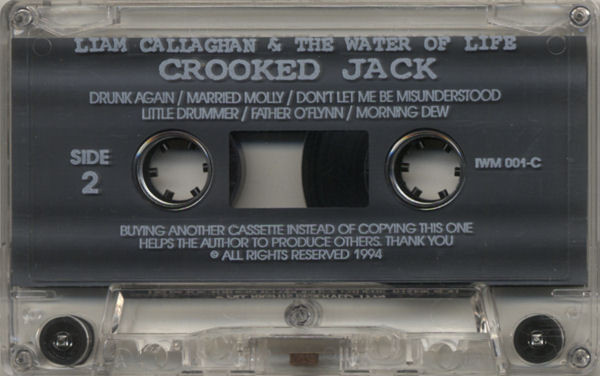 LIAM CALLAGHAN & THE WATER OF LIFE
CROOKED JACK
DRUNK AGAIN / MARRIED MOLLY / DON'T LET ME BE MISUNDERSTOOD
LITTLE DRUMMER / FATHER O'FLYNN / MORNING DEW
SIDE
2
IWM 001-C
BUYING ANOTHER CASSETTE INSTEAD OF COPYING THIS ONE
HELPS THE AUTHOR TO PRODUCE OTHERS. THANK YOU
© ALL RIGHTS RESERVED 1994